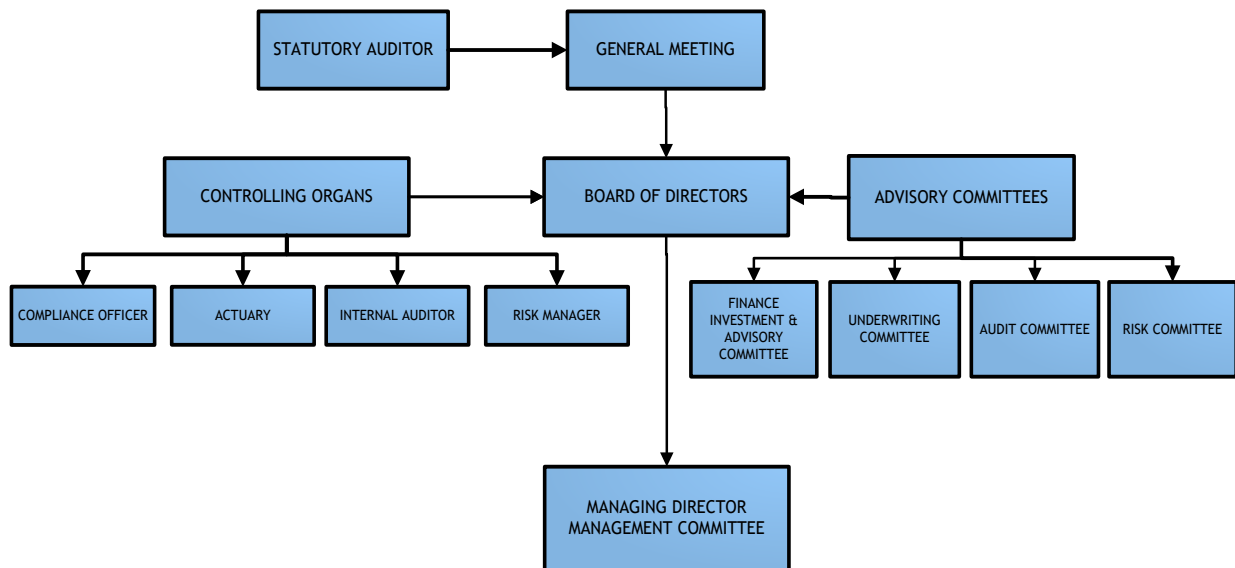 STATUTORY AUDITOR
GENERAL MEETING
CONTROLLING ORGANS
BOARD OF DIRECTORS
ADVISORY COMMITTEES
COMPLIANCE OFFICER
ACTUARY
INTERNAL AUDITOR
RISK MANAGER
FINANCE
INVESTMENT &
ADVISORY
COMMITTEE
UNDERWRITING
COMMITTEE
AUDIT COMMITTEE
RISK COMMITTEE
MANAGING DIRECTOR
MANAGEMENT COMMITTEE